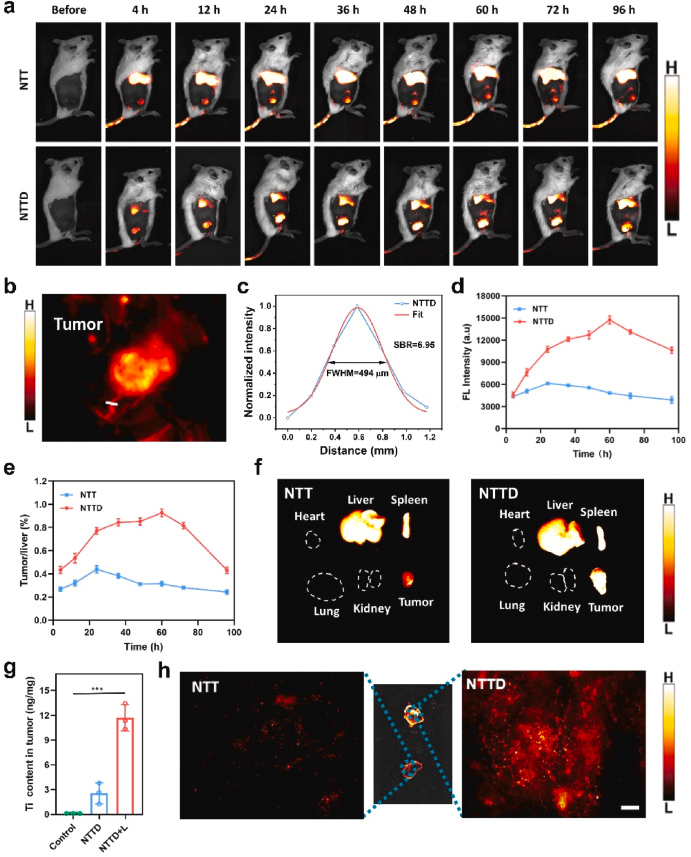 a
Before 4 h 12 h 24 h 36 h 48 h 60 h 72 h 96 h
NTT
NTTD
H
L
b
H
L
Tumor
c
NTTD
Fit
SBR=6.95
FWHM=494 μm
Normalized intensity
1.0
0.8
0.6
0.4
0.2
0.0
0.0 0.2 0.4 0.6 0.8 1.0 1.2
Distance (mm)
d
NTT
NTTD
FL Intensity (a.u)
18000
15000
12000
9000
6000
3000
0
0 20 40 60 80 100
Time (h)
e
NTT
NTTD
Tumor/liver (%)
1.2
1.0
0.8
0.6
0.4
0.2
0.0
0 20 40 60 80 100
Time (h)
f
NTT
Heart Liver Spleen
Lung Kidney Tumor
NTTD
Heart Liver Spleen
Lung Kidney Tumor
H
L
g
***
Ti content in tumor (ng/mg)
15
12
9
6
3
0
Control NTTD NTTD+L
h
NTT
NTTD
H
L